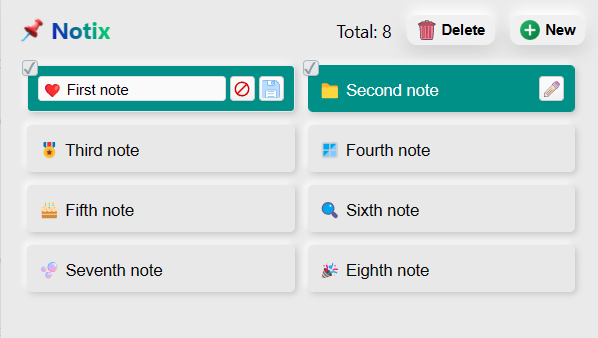 Notix
Total: 8
Delete
New
First note
Second note
Third note
Fourth note
Fifth note
Sixth note
Seventh note
Eighth note